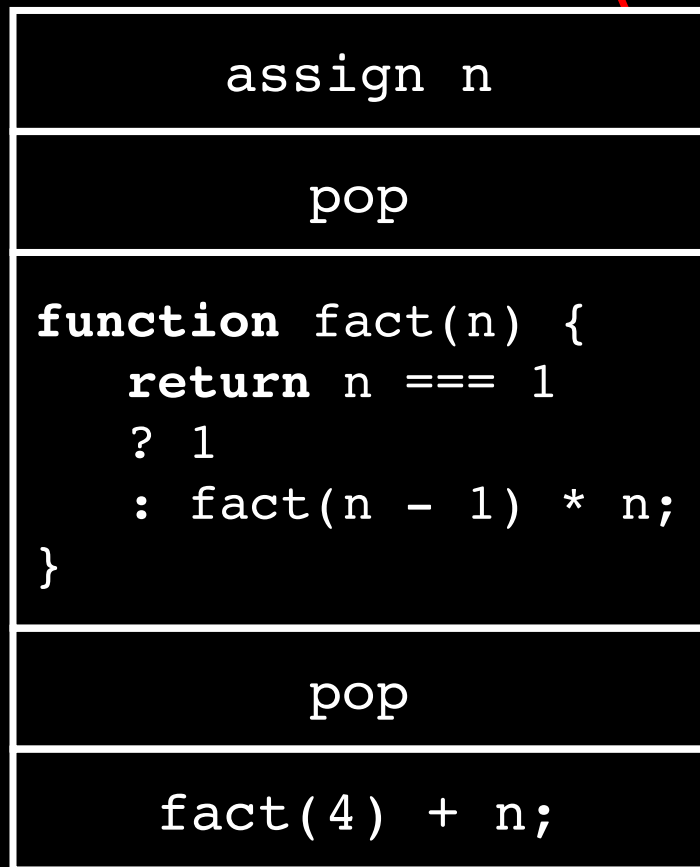 assign n
pop
function fact(n) {
return n === 1
? 1
: fact(n - 1) * n;
}
pop
fact(4) + n;